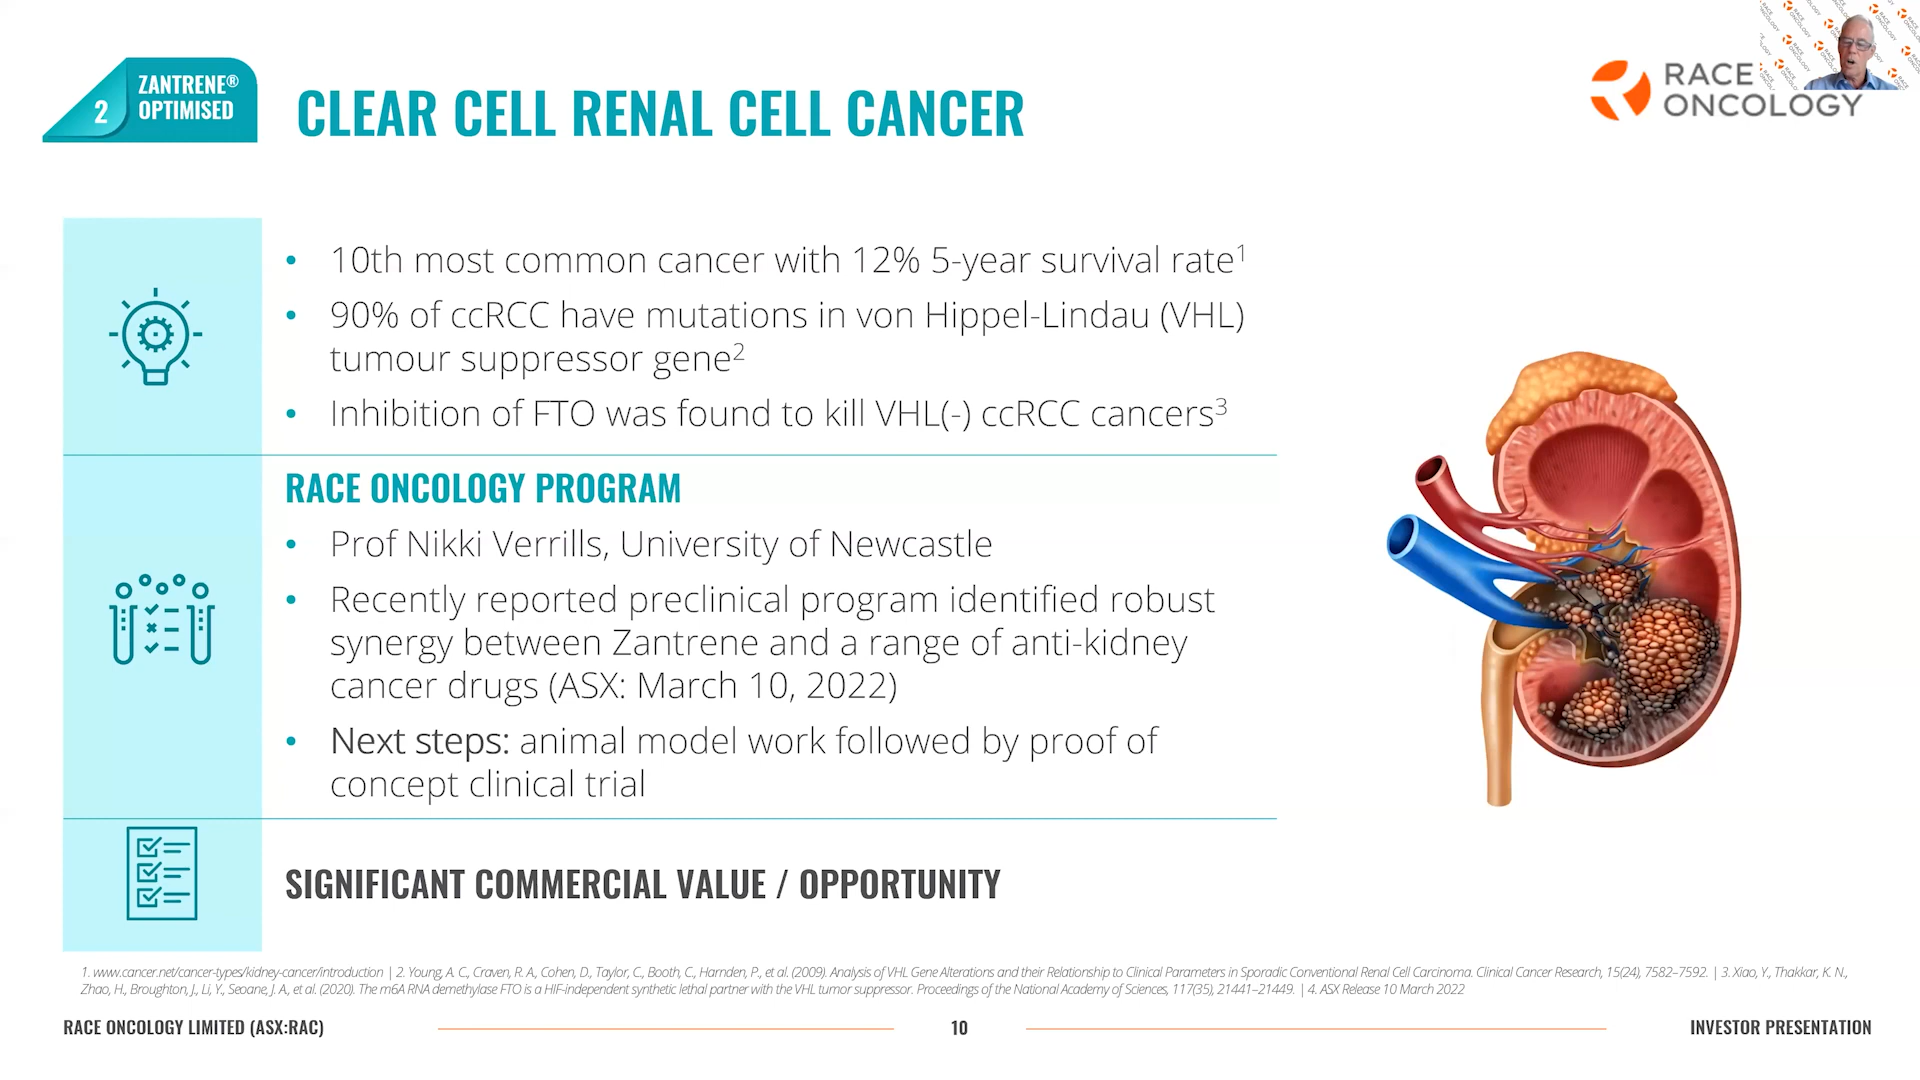 2
ZANTRENE®
OPTIMISED
CLEAR CELL RENAL CELL CANCER
RACE
ONCOLOGY
• 10th most common cancer with 12% 5-year survival rate1
• 90% of ccRCC have mutations in von Hippel-Lindau (VHL)
tumour suppressor gene2
• Inhibition of FTO was found to kill VHL(-) ccRCC cancers3
RACE ONCOLOGY PROGRAM
• Prof Nikki Verrills, University of Newcastle
• Recently reported preclinical program identified robust
synergy between Zantrene and a range of anti-kidney
cancer drugs (ASX: March 10, 2022)
• Next steps: animal model work followed by proof of
concept clinical trial
SIGNIFICANT COMMERCIAL VALUE / OPPORTUNITY
1. www.cancer.net/cancer-types/kidney-cancer/introduction | 2. Young, A. C., Craven, R. A., Cohen, D., Taylor, C., Booth, C., Harnden, P., et al. (2009). Analysis of VHL Gene Alterations and their Relationship to Clinical Parameters in Sporadic Conventional Renal Cell Carcinoma. Clinical Cancer Research, 15(24), 7582–7592. | 3. Xiao, Y., Thakkar, K. N.,
Zhao, H., Broughton, J., Li, Y., Seoane, J. A., et al. (2020). The m6A RNA demethylase FTO is a HIF-independent synthetic lethal partner with the VHL tumor suppressor. Proceedings of the National Academy of Sciences, 117(35), 21441–21449. | 4. ASX Release 10 March 2022
RACE ONCOLOGY LIMITED (ASX:RAC)
10
INVESTOR PRESENTATION